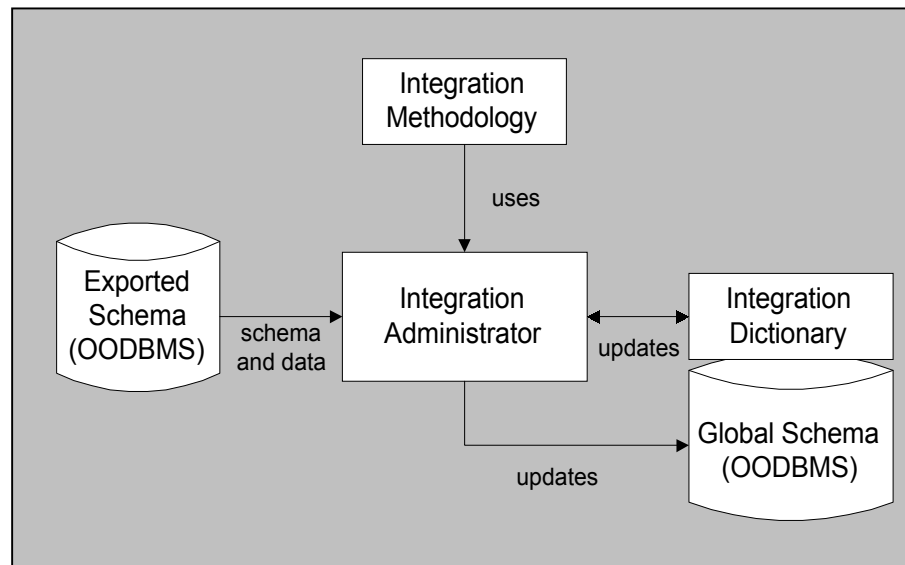 Integration
Methodology
uses
Exported
Schema
(OODBMS)
schema
and data
Integration
Administrator
updates
Integration
Dictionary
updates
Global Schema
(OODBMS)